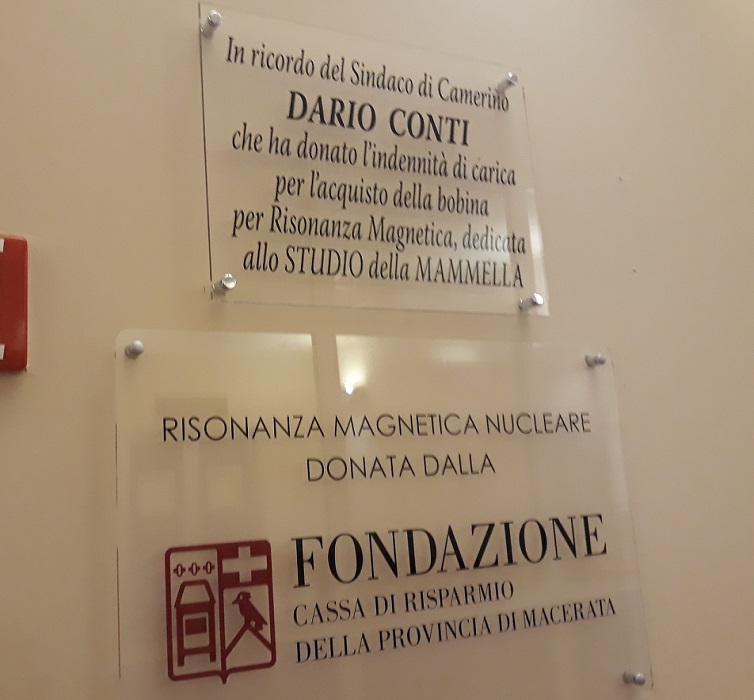 In ricordo del Sindaco di Camerino
DARIO CONTI
che ha donato l'indennità di carica
per l'acquisto della bobina
per Risonanza Magnetica, dedicata
allo STUDIO della MAMMELLA
RISONANZA MAGNETICA NUCLEARE
DONATA DALLA
FONDAZIONE
CASSA DI RISPARMIO
DELLA PROVINCIA DI MACERATA